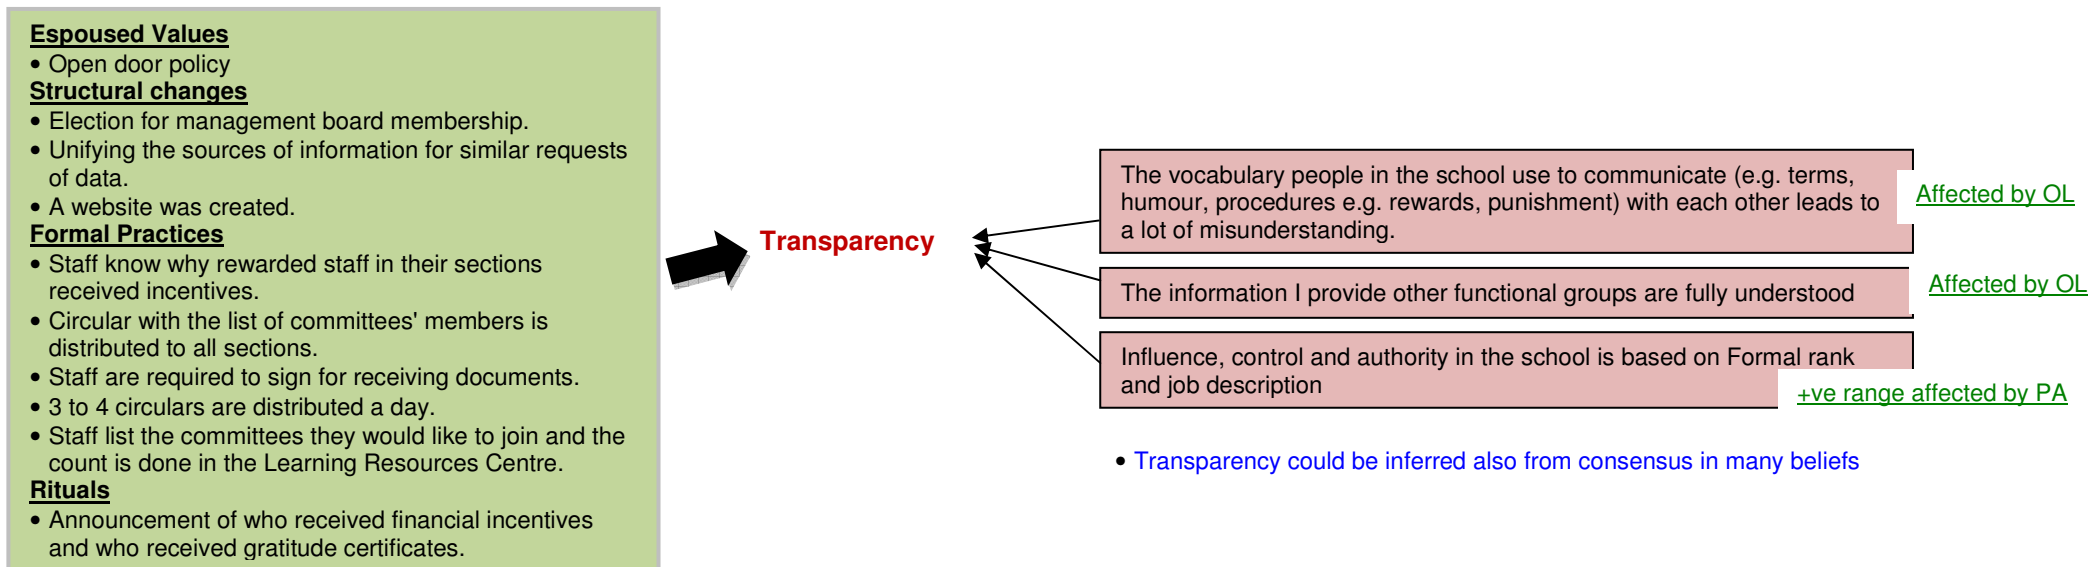 Espoused Values
• Open door policy
Structural changes
• Election for management board membership.
• Unifying the sources of information for similar requests
of data.
• A website was created.
Formal Practices
• Staff know why rewarded staff in their sections
received incentives.
• Circular with the list of committees' members is
distributed to all sections.
• Staff are required to sign for receiving documents.
• 3 to 4 circulars are distributed a day.
• Staff list the committees they would like to join and the
count is done in the Learning Resources Centre.
Rituals
• Announcement of who received financial incentives
and who received gratitude certificates.
Transparency
The vocabulary people in the school use to communicate (e.g. terms,
humour, procedures e.g. rewards, punishment) with each other leads to
a lot of misunderstanding.
Affected by OL
The information I provide other functional groups are fully understood
Affected by OL
Influence, control and authority in the school is based on Formal rank
and job description
+ve range affected by PA
• Transparency could be inferred also from consensus in many beliefs